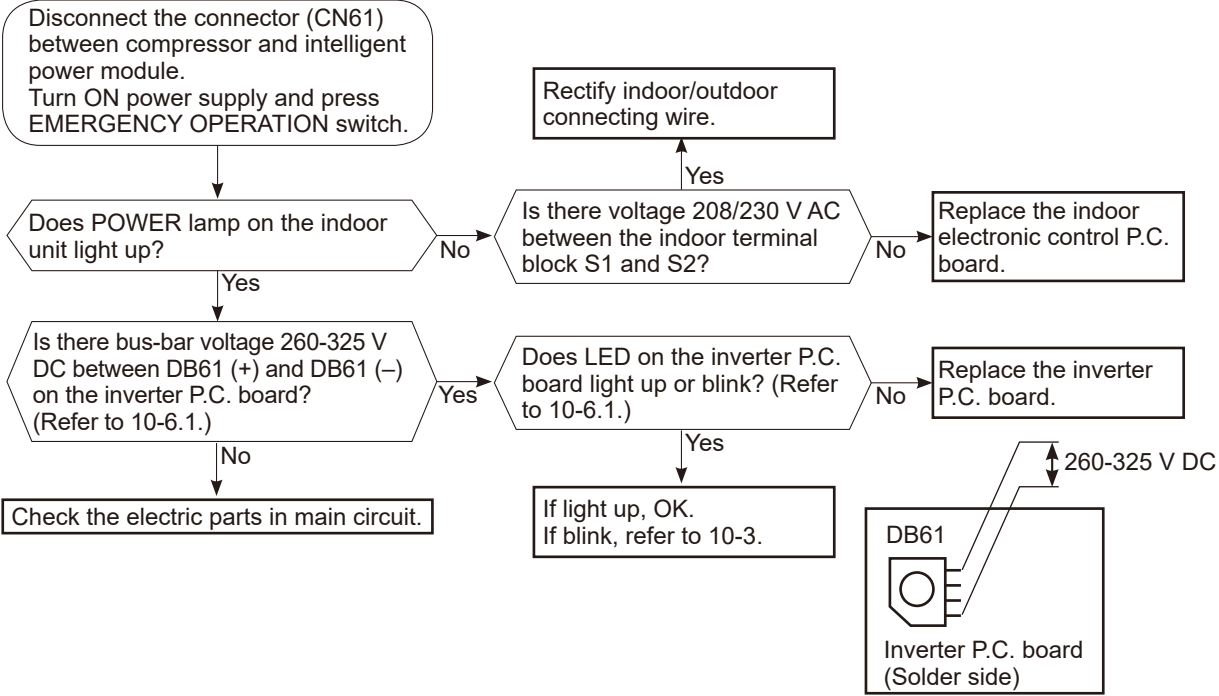 Disconnect the connector (CN61)
between compressor and intelligent
power module.
Turn ON power supply and press
EMERGENCY OPERATION switch.
Rectify indoor/outdoor
connecting wire.
Yes
Does POWER lamp on the indoor
unit light up?
No
Is there voltage 208/230 V AC
between the indoor terminal
block S1 and S2?
No
Replace the indoor
electronic control P.C.
board.
Yes
Is there bus-bar voltage 260-325 V
DC between DB61 (+) and DB61 (–)
on the inverter P.C. board?
(Refer to 10-6.1.)
Yes
Does LED on the inverter P.C.
board light up or blink? (Refer
to 10-6.1.)
No
Replace the inverter
P.C. board.
No
Check the electric parts in main circuit.
Yes
If light up, OK.
If blink, refer to 10-3.
260-325 V DC
DB61
Inverter P.C. board
(Solder side)